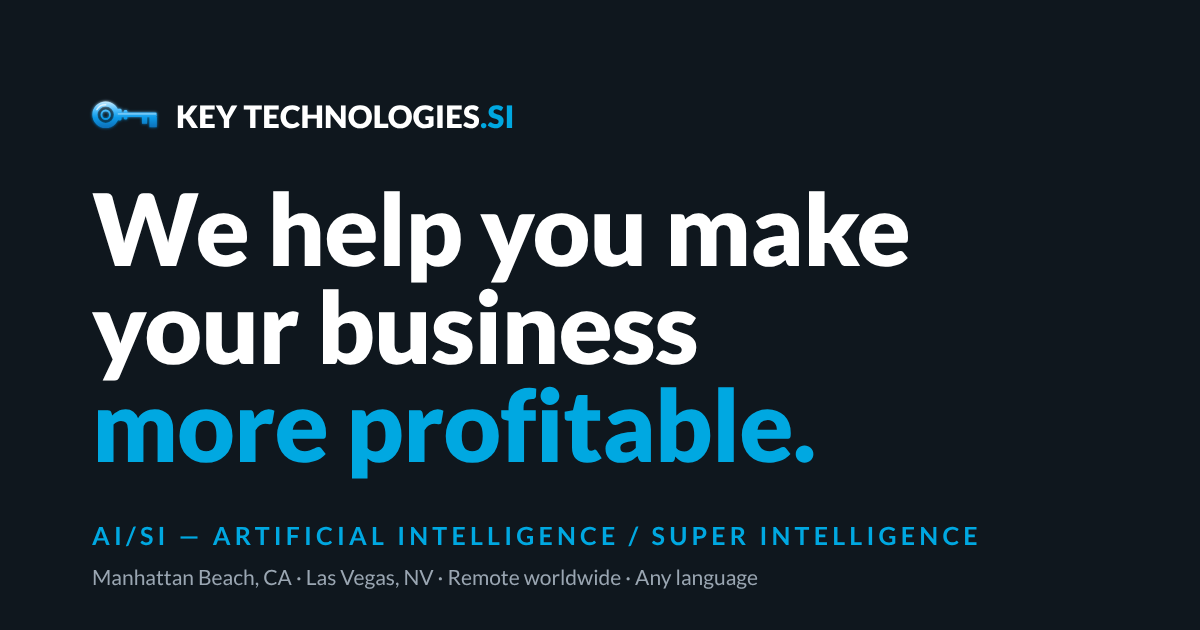 KEY TECHNOLOGIES.SI
We help you make
your business
more profitable.
AI/SI — ARTIFICIAL INTELLIGENCE / SUPER INTELLIGENCE
Manhattan Beach, CA · Las Vegas, NV · Remote worldwide · Any language